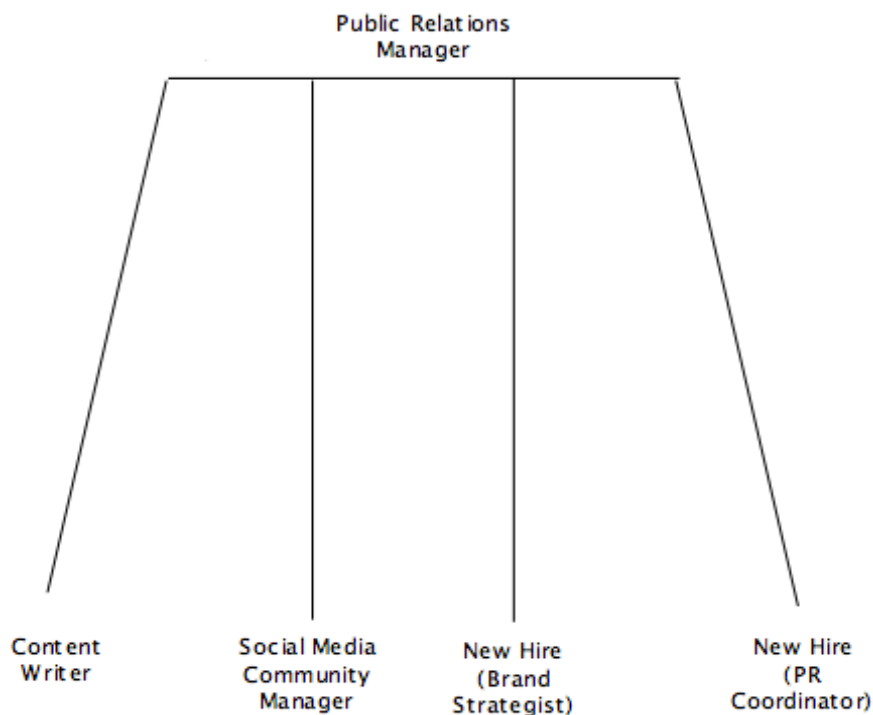 Public Relations
Manager
Content
Writer
Social Media
Community
Manager
New Hire
(Brand
Strategist)
New Hire
(PR
Coordinator)